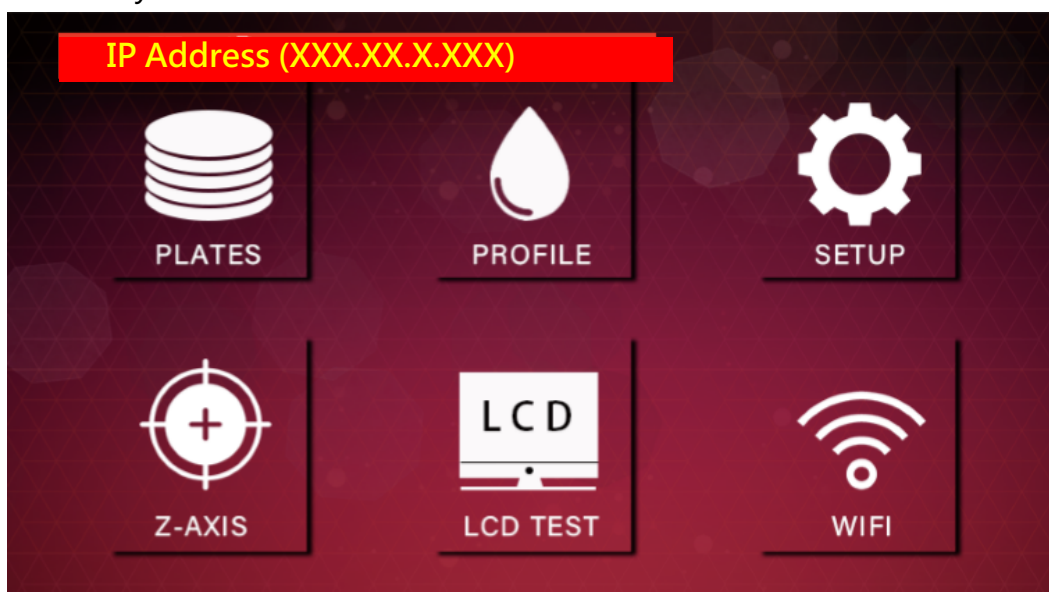 IP Address (XXX.XX.X.XXX)
PLATES
PROFILE
SETUP
LCD
Z-AXIS
LCD TEST
WIFI